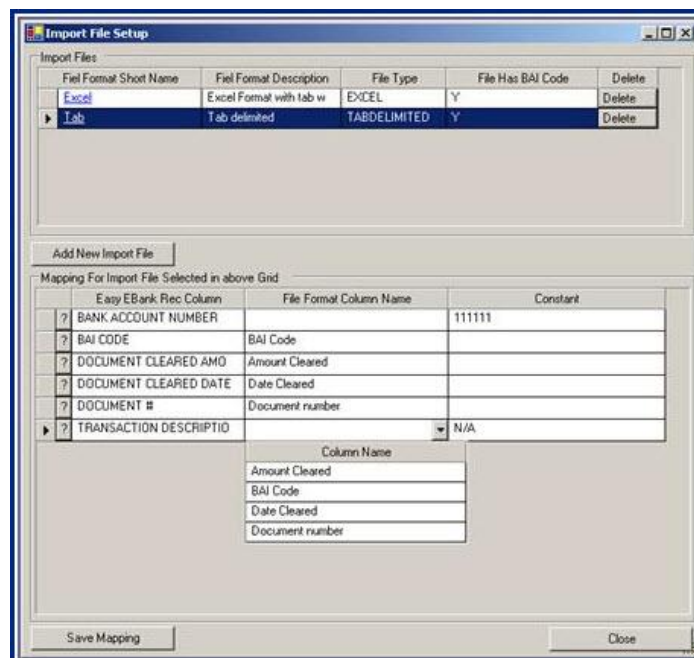 Import File Setup
Import Files
Fiel Format Short Name Fiel Format Description File Type File Has BAI Code Delete
Excel Excel Format with tab w EXCEL Y Delete
Tab Tab delimited TABDELIMITED Y Delete
Add New Import File
Mapping For Import File Selected in above Grid
Easy EBank Rec Column File Format Column Name Constant
? BANK ACCOUNT NUMBER 111111
? BAI CODE BAI Code
? DOCUMENT CLEARED AMO Amount Cleared
? DOCUMENT CLEARED DATE Date Cleared
? DOCUMENT # Document number
? TRANSACTION DESCRIPTIO N/A
Column Name
Amount Cleared
BAI Code
Date Cleared
Document number
Save Mapping Close